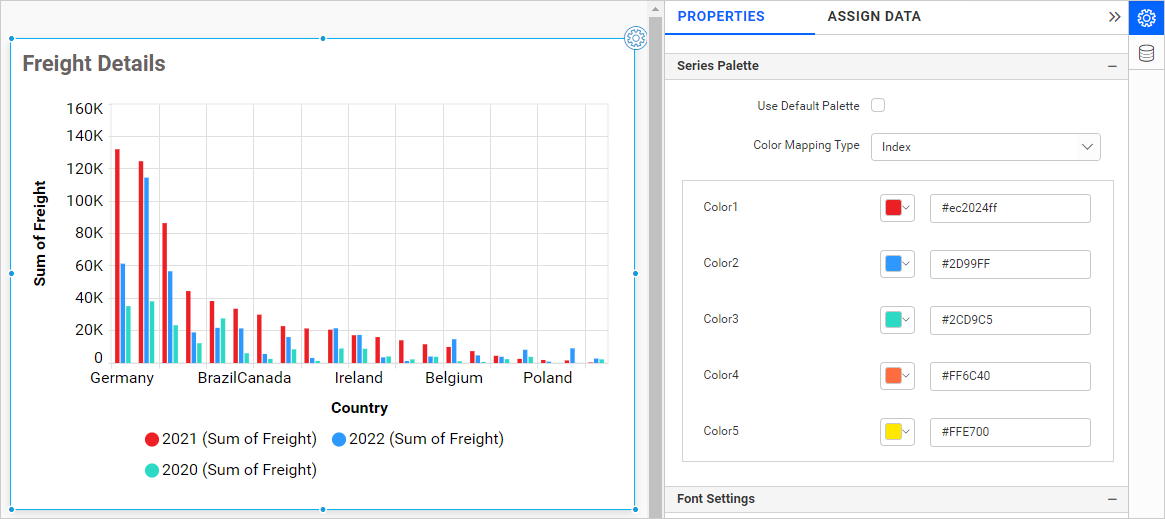 Freight Details
160K
140K
120K
100K
80K
60K
40K
20K
0
Sum of Freight
Germany BrazilCanada Ireland Belgium Poland
Country
2021 (Sum of Freight) 2022 (Sum of Freight)
2020 (Sum of Freight)
PROPERTIES ASSIGN DATA
Series Palette
Use Default Palette
Color Mapping Type Index
Color1 #ec2024ff
Color2 #2D99FF
Color3 #2CD9C5
Color4 #FF6C40
Color5 #FFE700
Font Settings